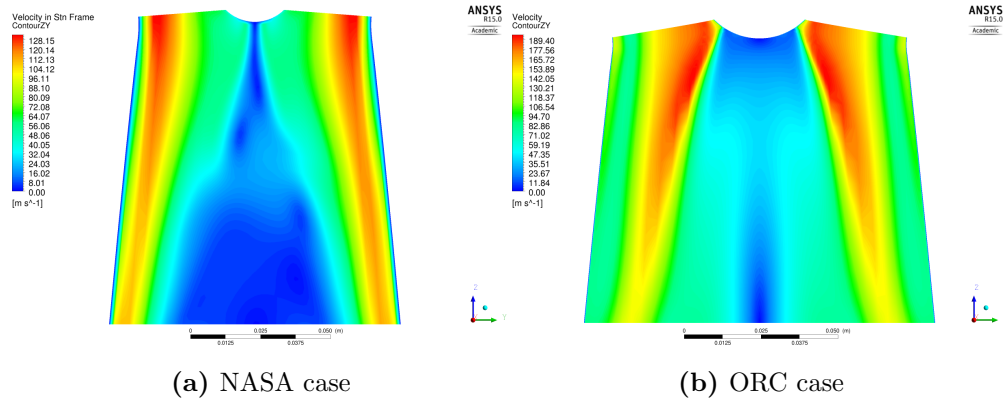 Velocity in Stn Frame
ContourZY
128.15
120.14
112.13
104.12
96.11
88.10
80.09
72.08
64.07
56.06
48.05
40.05
32.04
24.03
16.02
8.01
0.00
[m s^-1]
ANSYS
R15.0
Academic
Z
Y
0
0.025
0.050
(m)
0.0125
0.0375
(a) NASA case
Velocity
ContourZY
189.40
177.56
165.72
153.89
142.05
130.21
118.37
106.54
94.70
82.86
71.02
59.19
47.35
35.51
23.67
11.84
0.00
[m s^-1]
ANSYS
R15.0
Academic
Z
Y
0
0.025
0.050
(m)
0.0125
0.0375
(b) ORC case